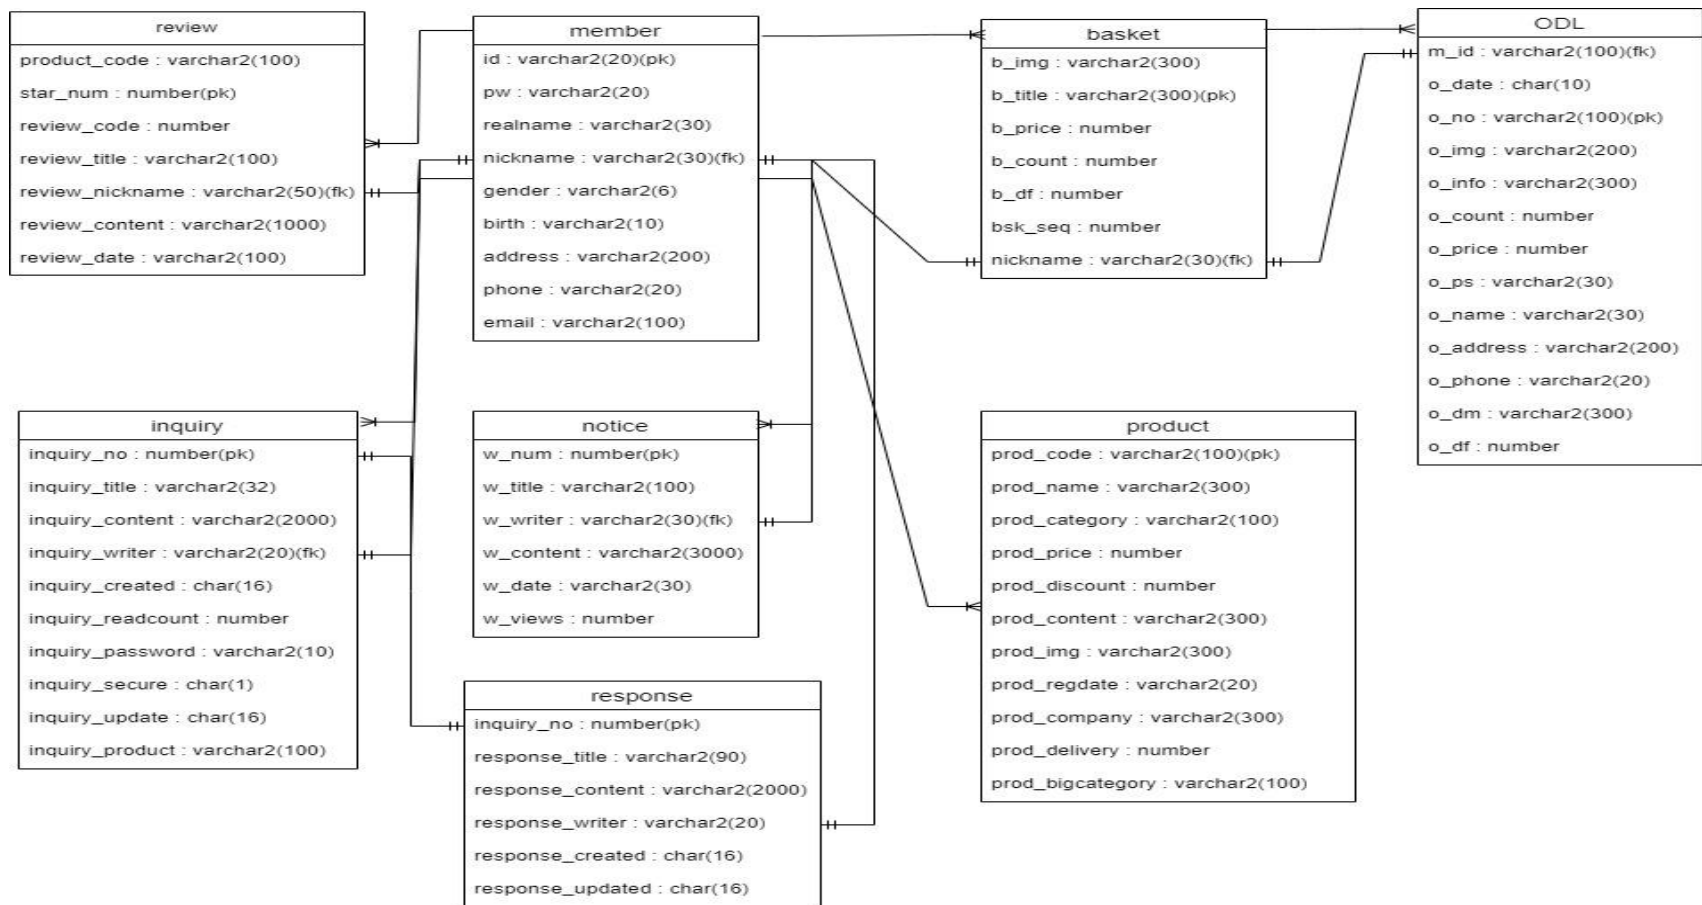 review
product_code : varchar2(100)
star_num : number(pk)
review_code : number
review_title : varchar2(100)
review_nickname : varchar2(50)(fk)
review_content : varchar2(1000)
review_date : varchar2(100)
member
id : varchar2(20)(pk)
pw : varchar2(20)
realname : varchar2(30)
nickname : varchar2(30)(fk)
gender : varchar2(6)
birth : varchar2(10)
address : varchar2(200)
phone : varchar2(20)
email : varchar2(100)
basket
b_img : varchar2(300)
b_title : varchar2(300)(pk)
b_price : number
b_count : number
b_df : number
bsk_seq : number
nickname : varchar2(30)(fk)
ODL
m_id : varchar2(100)(fk)
o_date : char(10)
o_no : varchar2(100)(pk)
o_img : varchar2(200)
o_info : varchar2(300)
o_count : number
o_price : number
o_ps : varchar2(30)
o_name : varchar2(30)
o_address : varchar2(200)
o_phone : varchar2(20)
o_dm : varchar2(300)
o_df : number
inquiry
inquiry_no : number(pk)
inquiry_title : varchar2(32)
inquiry_content : varchar2(2000)
inquiry_writer : varchar2(20)(fk)
inquiry_created : char(16)
inquiry_readcount : number
inquiry_password : varchar2(10)
inquiry_secure : char(1)
inquiry_update : char(16)
inquiry_product : varchar2(100)
notice
w_num : number(pk)
w_title : varchar2(100)
w_writer : varchar2(30)(fk)
w_content : varchar2(3000)
w_date : varchar2(30)
w_views : number
response
inquiry_no : number(pk)
response_title : varchar2(90)
response_content : varchar2(2000)
response_writer : varchar2(20)
response_created : char(16)
response_updated : char(16)
product
prod_code : varchar2(100)(pk)
prod_name : varchar2(300)
prod_category : varchar2(100)
prod_price : number
prod_discount : number
prod_content : varchar2(300)
prod_img : varchar2(300)
prod_regdate : varchar2(20)
prod_company : varchar2(300)
prod_delivery : number
prod_bigcategory : varchar2(100)